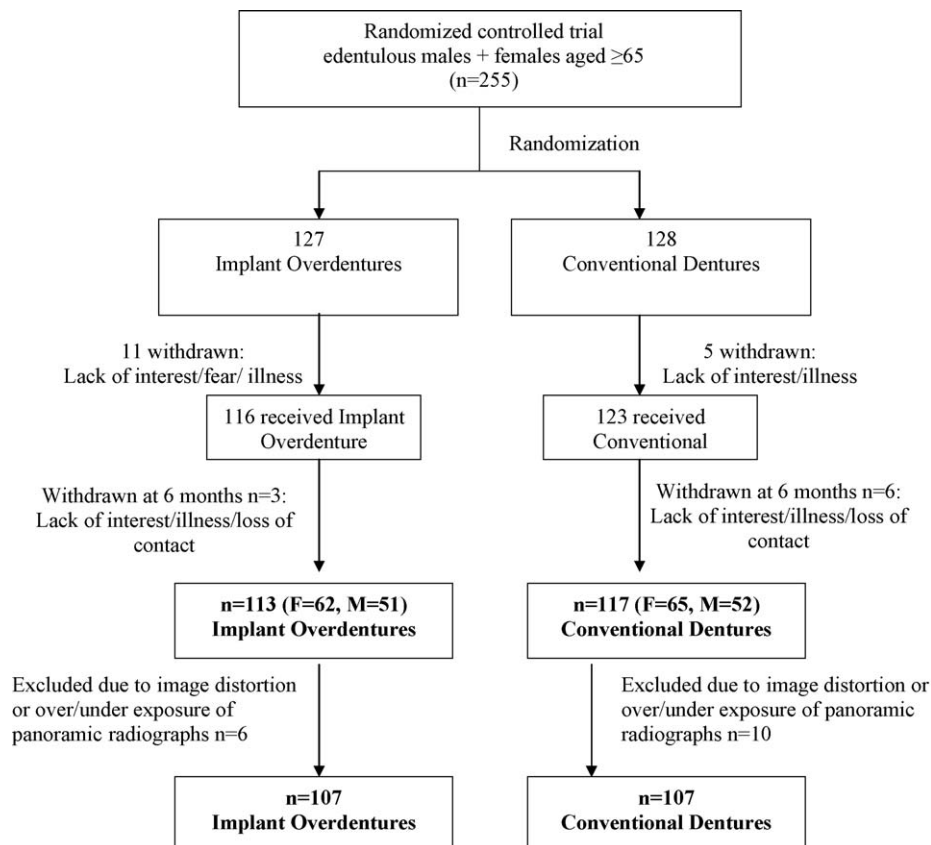 Randomized controlled trial
edentulous males + females aged ≥65
(n=255)
Randomization
127
Implant Overdentures
128
Conventional Dentures
11 withdrawn:
Lack of interest/fear/ illness
5 withdrawn:
Lack of interest/illness
116 received Implant
Overdenture
123 received
Conventional
Withdrawn at 6 months n=3:
Lack of interest/illness/loss of
contact
Withdrawn at 6 months n=6:
Lack of interest/illness/loss of
contact
n=113 (F=62, M=51)
Implant Overdentures
n=117 (F=65, M=52)
Conventional Dentures
Excluded due to image distortion
or over/under exposure of
panoramic radiographs n=6
Excluded due to image distortion or
over/under exposure of panoramic
radiographs n=10
n=107
Implant Overdentures
n=107
Conventional Dentures